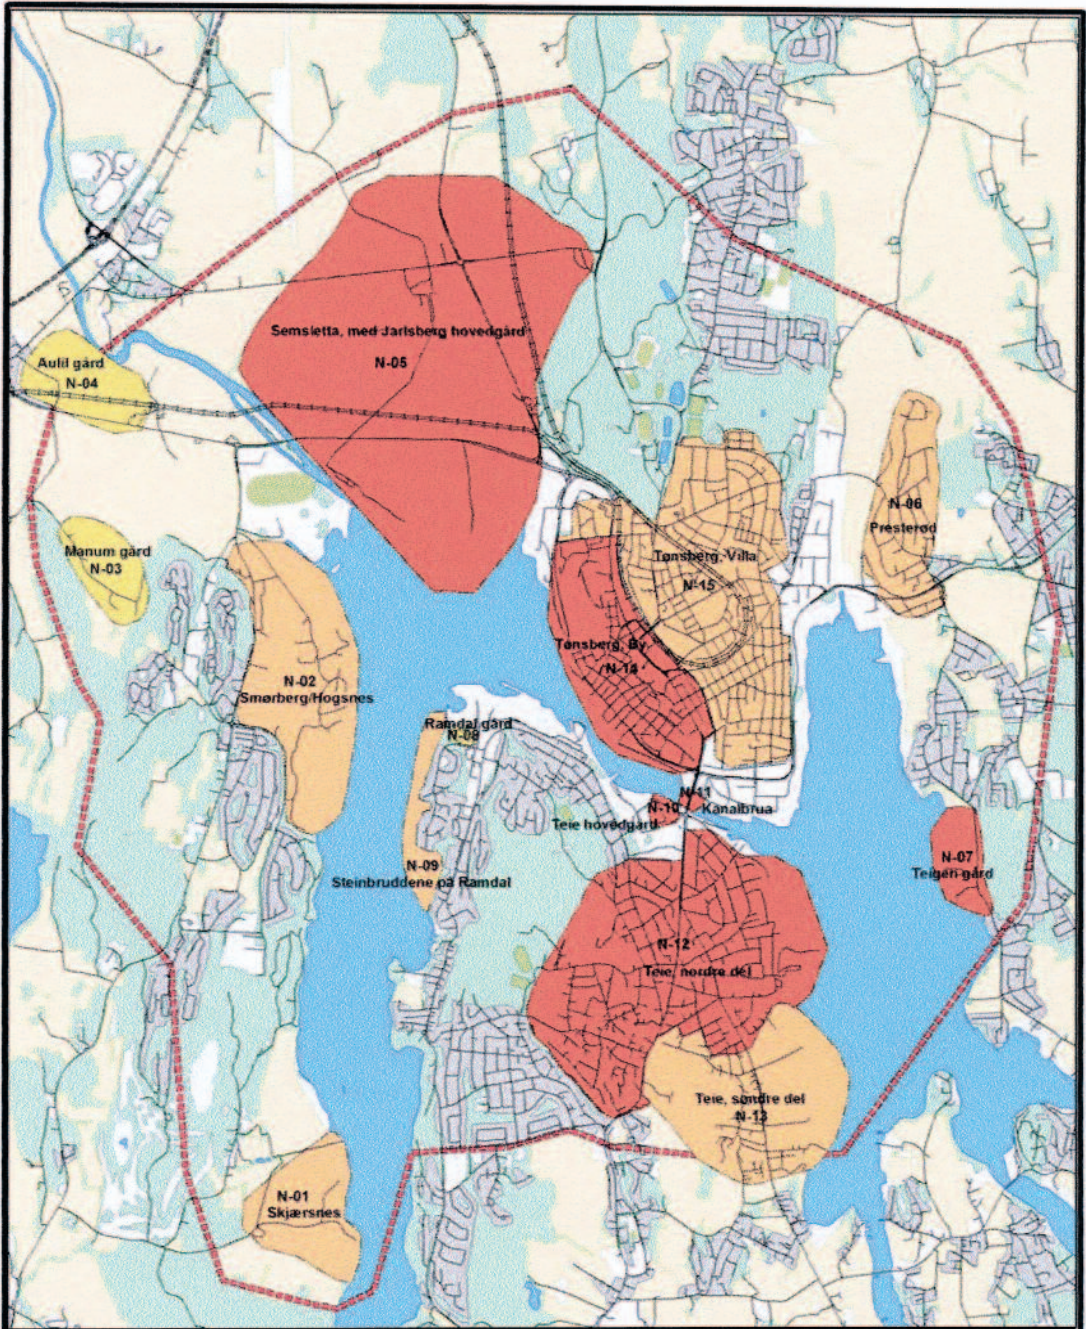 Semsletta, med Jarlsberg hovedgård
N-05
Aulil gård
N-04
N-06
Presterød
Manum gård
N-03
Tønsberg, Villa
N-15
Tønsberg, By
N-14
N-02
Smørberg/Hogsnes
Ramdal gård
N-08
N-11
N-10
Kanalbrua
Teie hovedgård
N-09
Steinbruddene på Ramdal
N-07
Teigen gård
N-12
Teie, nordre del
Teie, søndre del
N-13
N-01
Skjærsnes